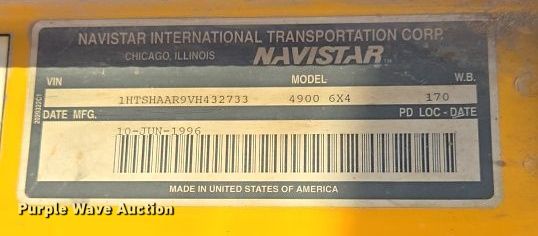 NAVISTAR INTERNATIONAL TRANSPORTATION CORP.
CHICAGO, ILLINOIS NAVISTAR
VIN MODEL W.B.
1HTSHAAR9VH432733 4900 6X4 170
DATE MFG. PD LOC - DATE
10-JUN-1996
MADE IN UNITED STATES OF AMERICA
Purple Wave Auction